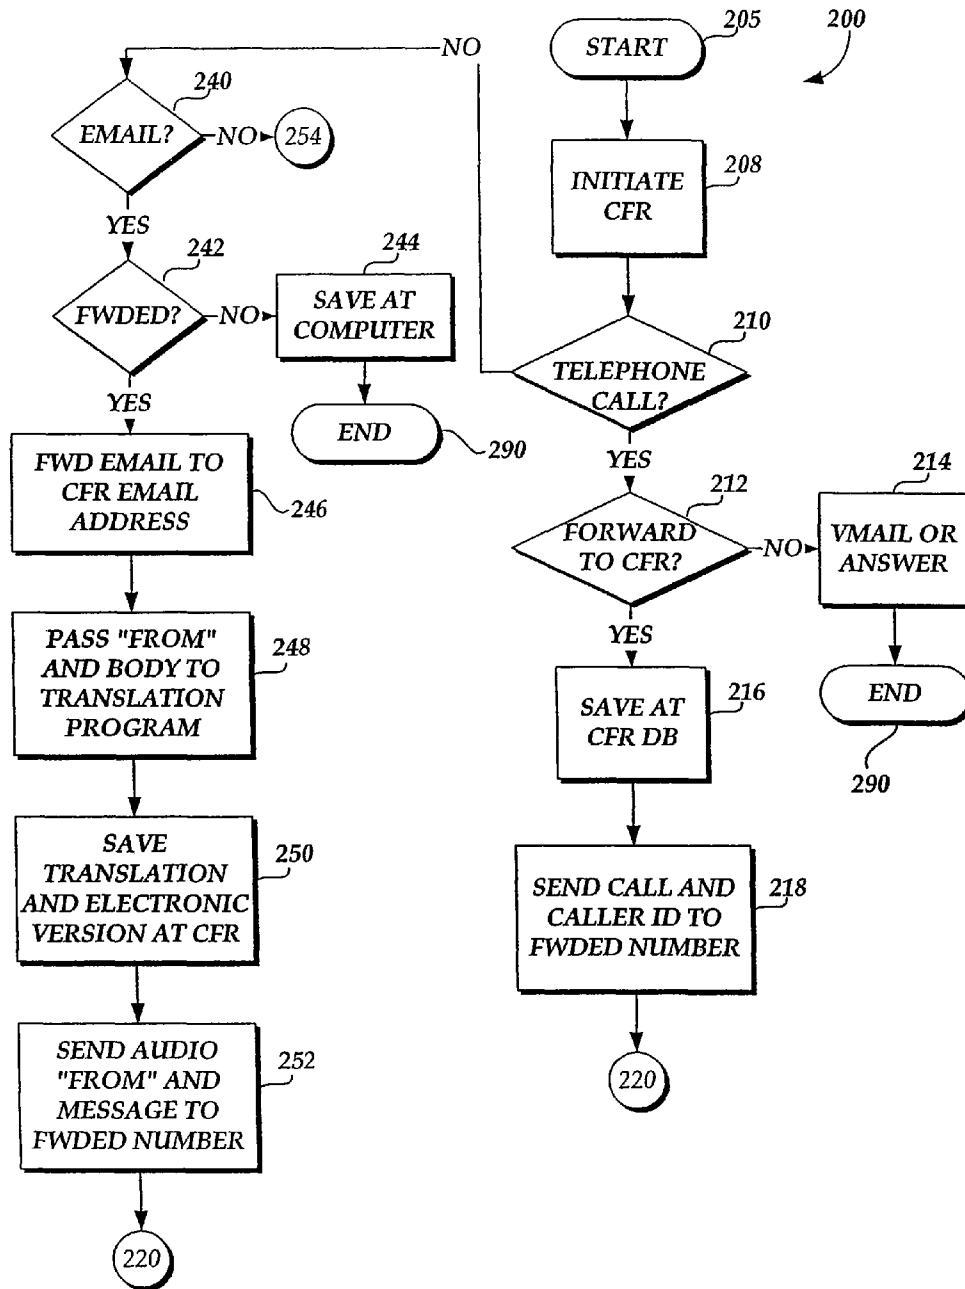 START
205
200
INITIATE
CFR
208
TELEPHONE
CALL?
210
NO
YES
FORWARD
TO CFR?
212
NO
VMAIL OR
ANSWER
214
END
290
YES
SAVE AT
CFR DB
216
SEND CALL AND
CALLER ID TO
FWDED NUMBER
218
220
EMAIL?
240
NO
254
YES
FWDED?
242
NO
SAVE AT
COMPUTER
244
END
290
YES
FWD EMAIL TO
CFR EMAIL
ADDRESS
246
PASS "FROM"
AND BODY TO
TRANSLATION
PROGRAM
248
SAVE
TRANSLATION
AND ELECTRONIC
VERSION AT CFR
250
SEND AUDIO
"FROM" AND
MESSAGE TO
FWDED NUMBER
252
220